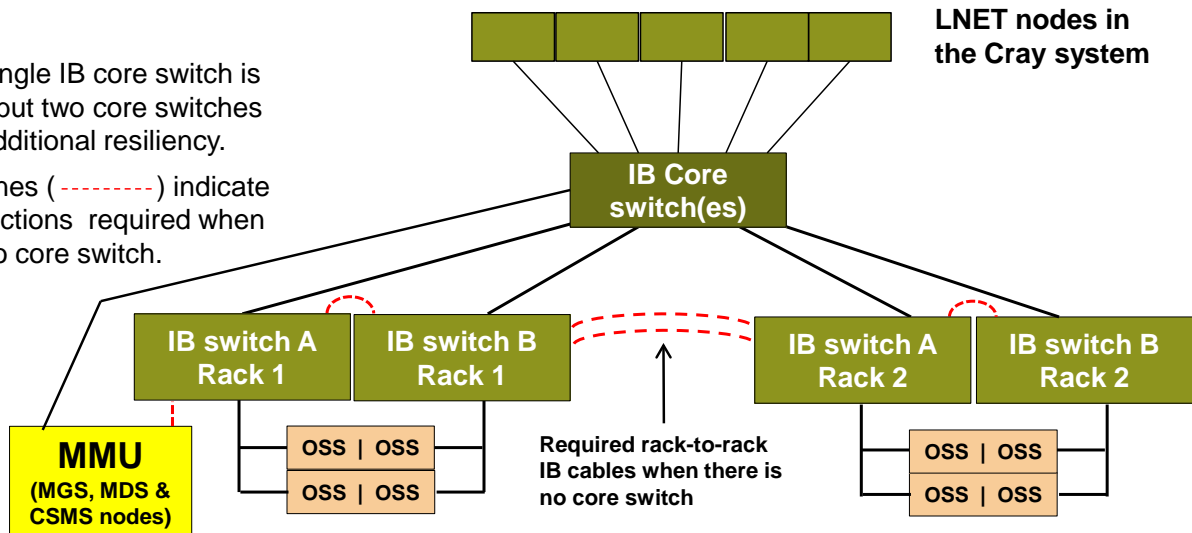 LNET nodes in
the Cray system
ngle IB core switch is
but two core switches
dditional resiliency.
nes ( --------- ) indicate
ctions required when
o core switch.
IB Core
switch(es)
IB switch A
Rack 1
IB switch B
Rack 1
IB switch A
Rack 2
IB switch B
Rack 2
MMU
(MGS, MDS &
CSMS nodes)
OSS | OSS
OSS | OSS
Required rack-to-rack
IB cables when there is
no core switch
OSS | OSS
OSS | OSS